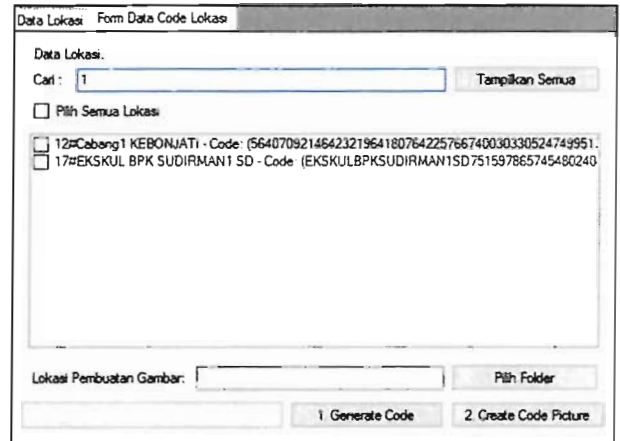 Data Lokasi Form Data Code Lokasi
Data Lokasi.
Cari : 1 Tampilkan Semua
Pilih Semua Lokasi
12#Cabang1 KEBONJATI - Code: (5640709214642321964180764225766740030330524749951.
17#EKSKUL BPK SUDIRMAN1 SD - Code: (EKSKULBPKSUDIRMAN1SD751597865745480240
Lokasi Pembuatan Gambar: Pilih Folder
1. Generate Code 2. Create Code Picture